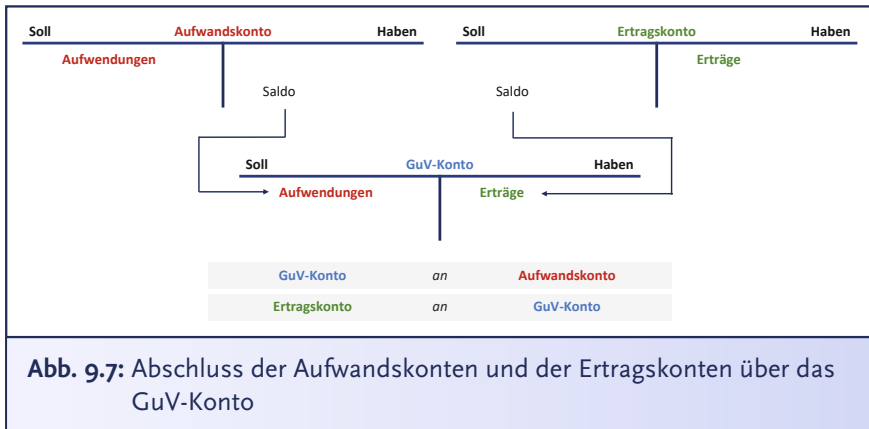 Soll Aufwandskonto Haben Soll Ertragskonto Haben
Aufwendungen Erträge
Saldo Saldo
Soll GuV-Konto Haben
Aufwendungen Erträge
GuV-Konto an Aufwandskonto
Ertragskonto an GuV-Konto
Abb. 9.7: Abschluss der Aufwandskonten und der Ertragskonten über das
GuV-Konto